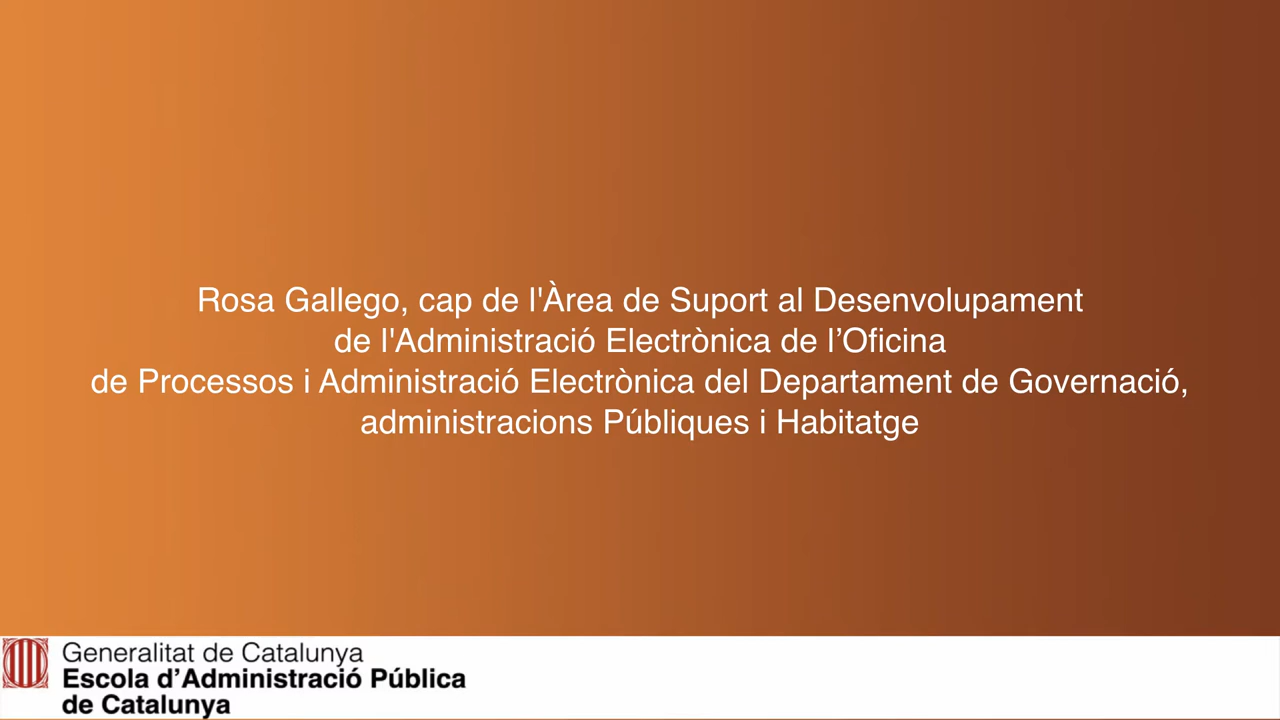 Rosa Gallego, cap de l'Àrea de Suport al Desenvolupament
de l'Administració Electrònica de l’Oficina
de Processos i Administració Electrònica del Departament de Governació,
administracions Públiques i Habitatge
Generalitat de Catalunya
Escola d’Administració Pública
de Catalunya